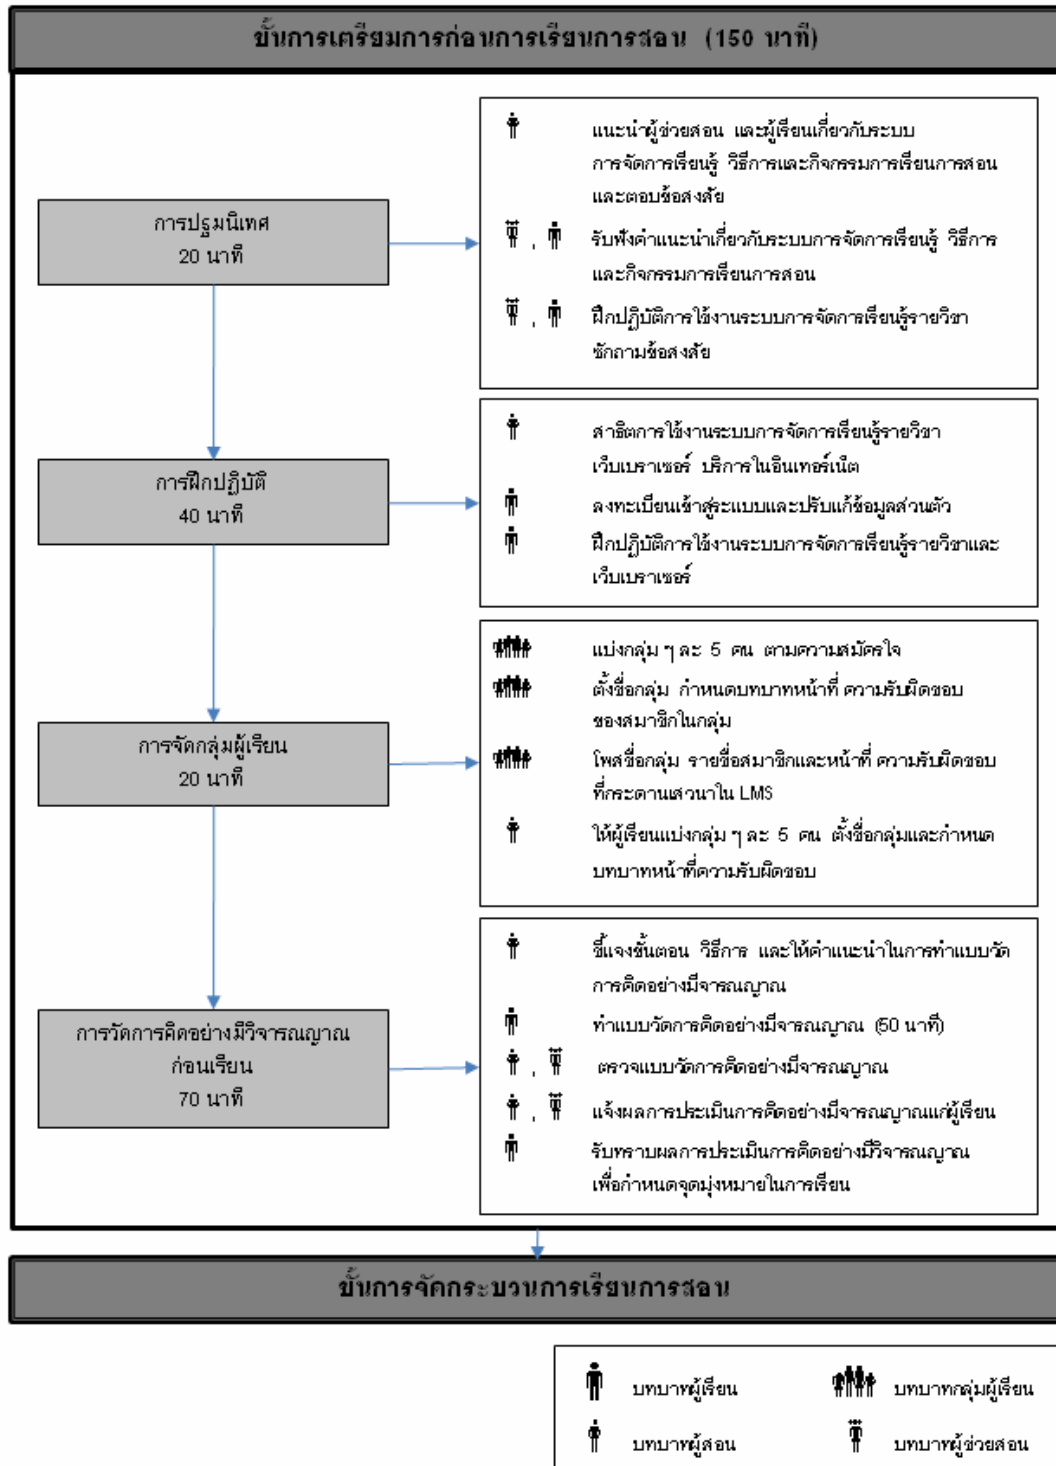 ขั้นการเตรียมการก่อนการเรียนการสอน (150 นาที)
การปฐมนิเทศ
20 นาที
แนะนำผู้ช่วยสอน และผู้เรียนเกี่ยวกับระบบ
การจัดการเรียนรู้ วิธีการและกิจกรรมการเรียนการสอน
และตอบข้อสงสัย
, รับฟังคำแนะนำเกี่ยวกับระบบการจัดการเรียนรู้ วิธีการ
และกิจกรรมการเรียนการสอน
, ฝึกปฏิบัติการใช้งานระบบการจัดการเรียนรู้รายวิชา
ซักถามข้อสงสัย
การฝึกปฏิบัติ
40 นาที
สาธิตการใช้งานระบบการจัดการเรียนรู้รายวิชา
เว็บเบราเซอร์ บริการในอินเทอร์เน็ต
ลงทะเบียนเข้าสู่ระแบบและปรับแก้ข้อมูลส่วนตัว
ฝึกปฏิบัติการใช้งานระบบการจัดการเรียนรู้รายวิชาและ
เว็บเบราเซอร์
การจัดกลุ่มผู้เรียน
20 นาที
แบ่งกลุ่ม ๆ ละ 5 คน ตามความสมัครใจ
ตั้งชื่อกลุ่ม กำหนดบทบาทหน้าที่ ความรับผิดชอบ
ของสมาชิกในกลุ่ม
โพสชื่อกลุ่ม รายชื่อสมาชิกและหน้าที่ ความรับผิดชอบ
ที่กระดานเสวนาใน LMS
ให้ผู้เรียนแบ่งกลุ่ม ๆ ละ 5 คน ตั้งชื่อกลุ่มและกำหนด
บทบาทหน้าที่ความรับผิดชอบ
การวัดการคิดอย่างมีวิจารณญาณ
ก่อนเรียน
70 นาที
ชี้แจงขั้นตอน วิธีการ และให้คำแนะนำในการทำแบบวัด
การคิดอย่างมีจารณญาณ
ทำแบบวัดการคิดอย่างมีจารณญาณ (50 นาที)
, ตรวจแบบวัดการคิดอย่างมีจารณญาณ
, แจ้งผลการประเมินการคิดอย่างมีจารณญาณแก่ผู้เรียน
รับทราบผลการประเมินการคิดอย่างมีวิจารณญาณ
เพื่อกำหนดจุดมุ่งหมายในการเรียน
ขั้นการจัดกระบวนการเรียนการสอน
บทบาทผู้เรียน
บทบาทกลุ่มผู้เรียน
บทบาทผู้สอน
บทบาทผู้ช่วยสอน